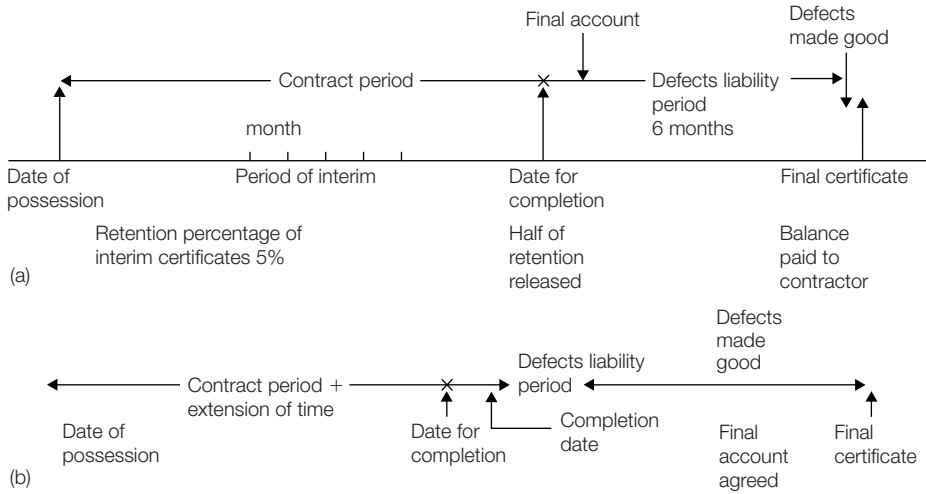 Final account
Defects
made good
Contract period
Defects liability
period
6 months
month
Date of
possession
Period of interim
Date for
completion
Final certificate
Retention percentage of
interim certificates 5%
Half of
retention
released
Balance
paid to
contractor
(a)
Defects
made
good
Contract period +
extension of time
Defects liability
period
Date of
possession
Date for
completion
Completion
date
Final
account
agreed
Final
certificate
(b)